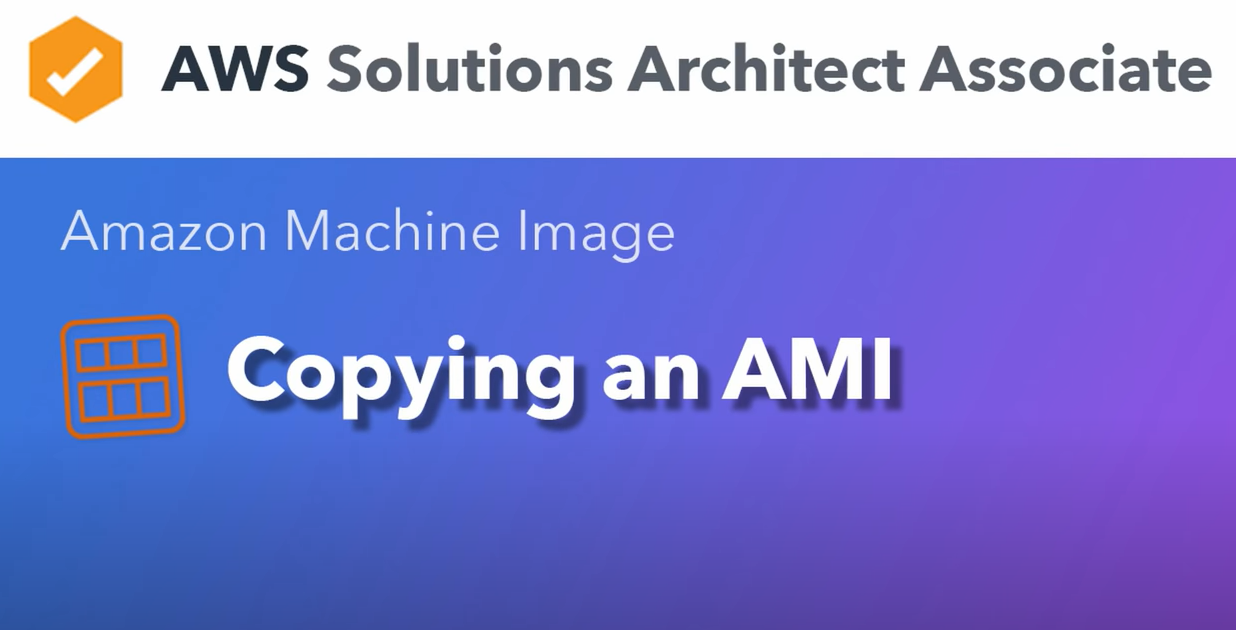 AWS Solutions Architect Associate
Amazon Machine Image
Copying an AMI